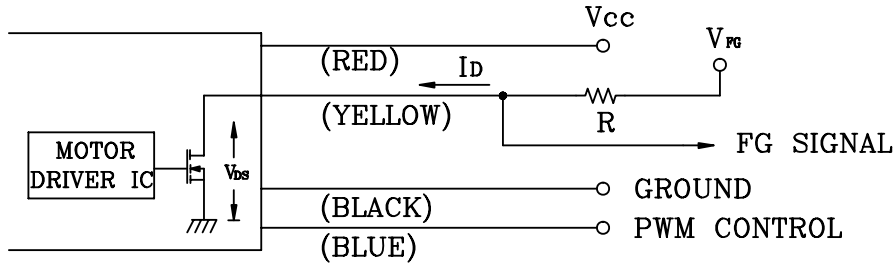 Vcc
VFG
(RED)
ID
(YELLOW)
R
FG SIGNAL
MOTOR
DRIVER IC
VDS
GROUND
(BLACK)
PWM CONTROL
(BLUE)